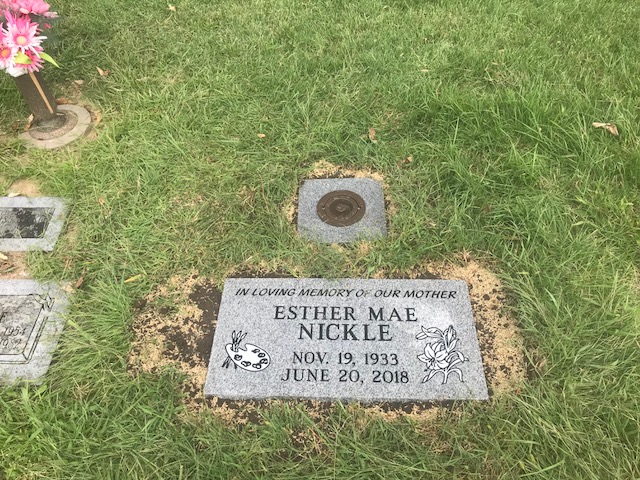 IN LOVING MEMORY OF OUR MOTHER
ESTHER MAE
NICKLE
NOV. 19, 1933
JUNE 20, 2018